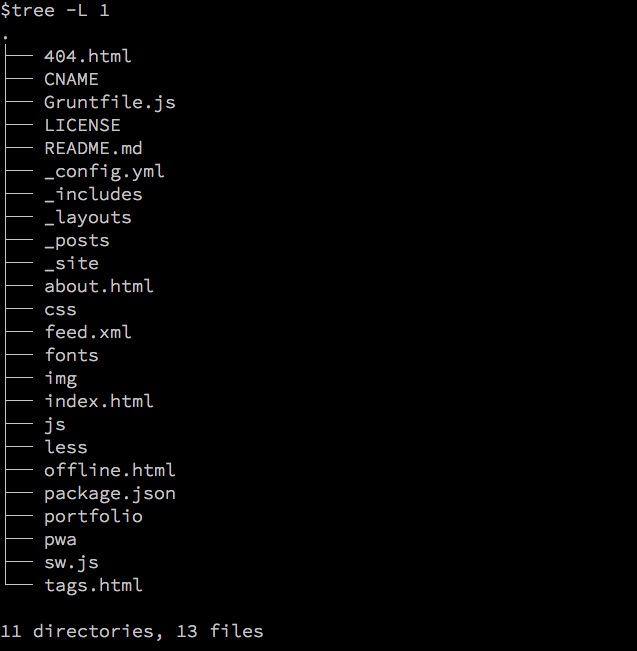 $tree -L 1
.
├── 404.html
├── CNAME
├── Gruntfile.js
├── LICENSE
├── README.md
├── _config.yml
├── _includes
├── _layouts
├── _posts
├── _site
├── about.html
├── css
├── feed.xml
├── fonts
├── img
├── index.html
├── js
├── less
├── offline.html
├── package.json
├── portfolio
├── pwa
├── sw.js
└── tags.html
11 directories, 13 files